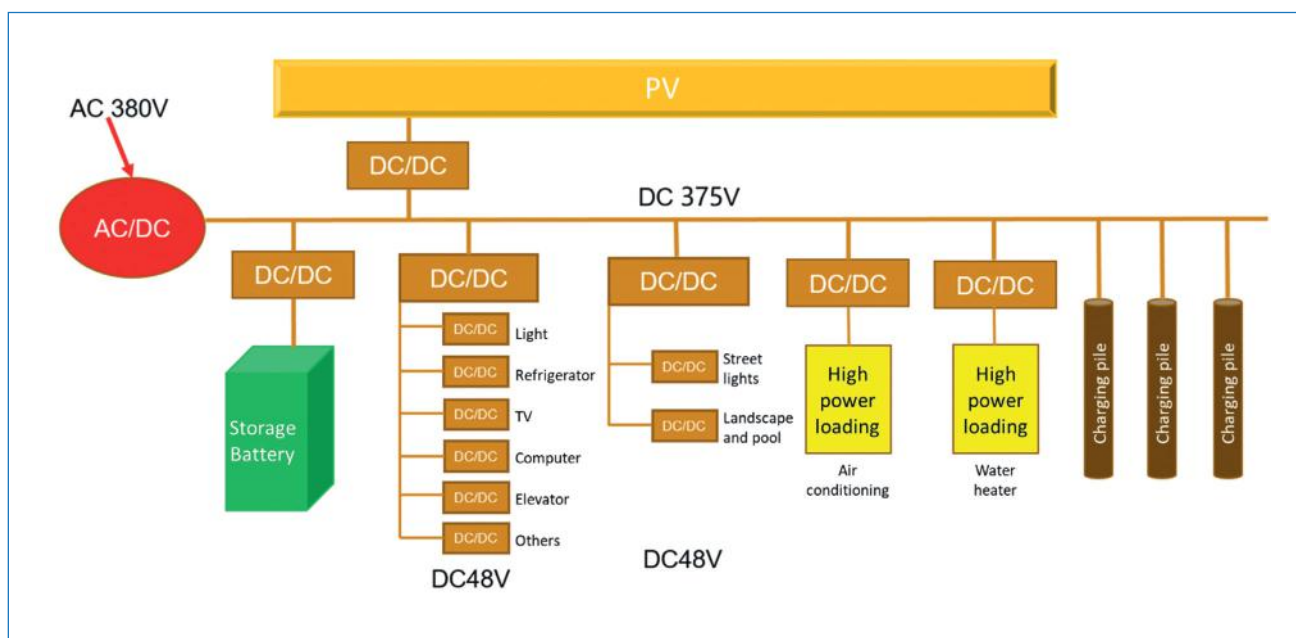 PV
AC 380V
DC/DC
DC 375V
AC/DC
DC/DC
DC/DC
DC/DC
DC/DC
DC/DC
Storage
Battery
DC/DC
Light
DC/DC
Refrigerator
DC/DC
TV
DC/DC
Computer
DC/DC
Elevator
DC/DC
Others
DC48V
DC/DC
Street
lights
DC/DC
Landscape
and pool
DC48V
High
power
loading
Air
conditioning
High
power
loading
Water
heater
Charging pile
Charging pile
Charging pile